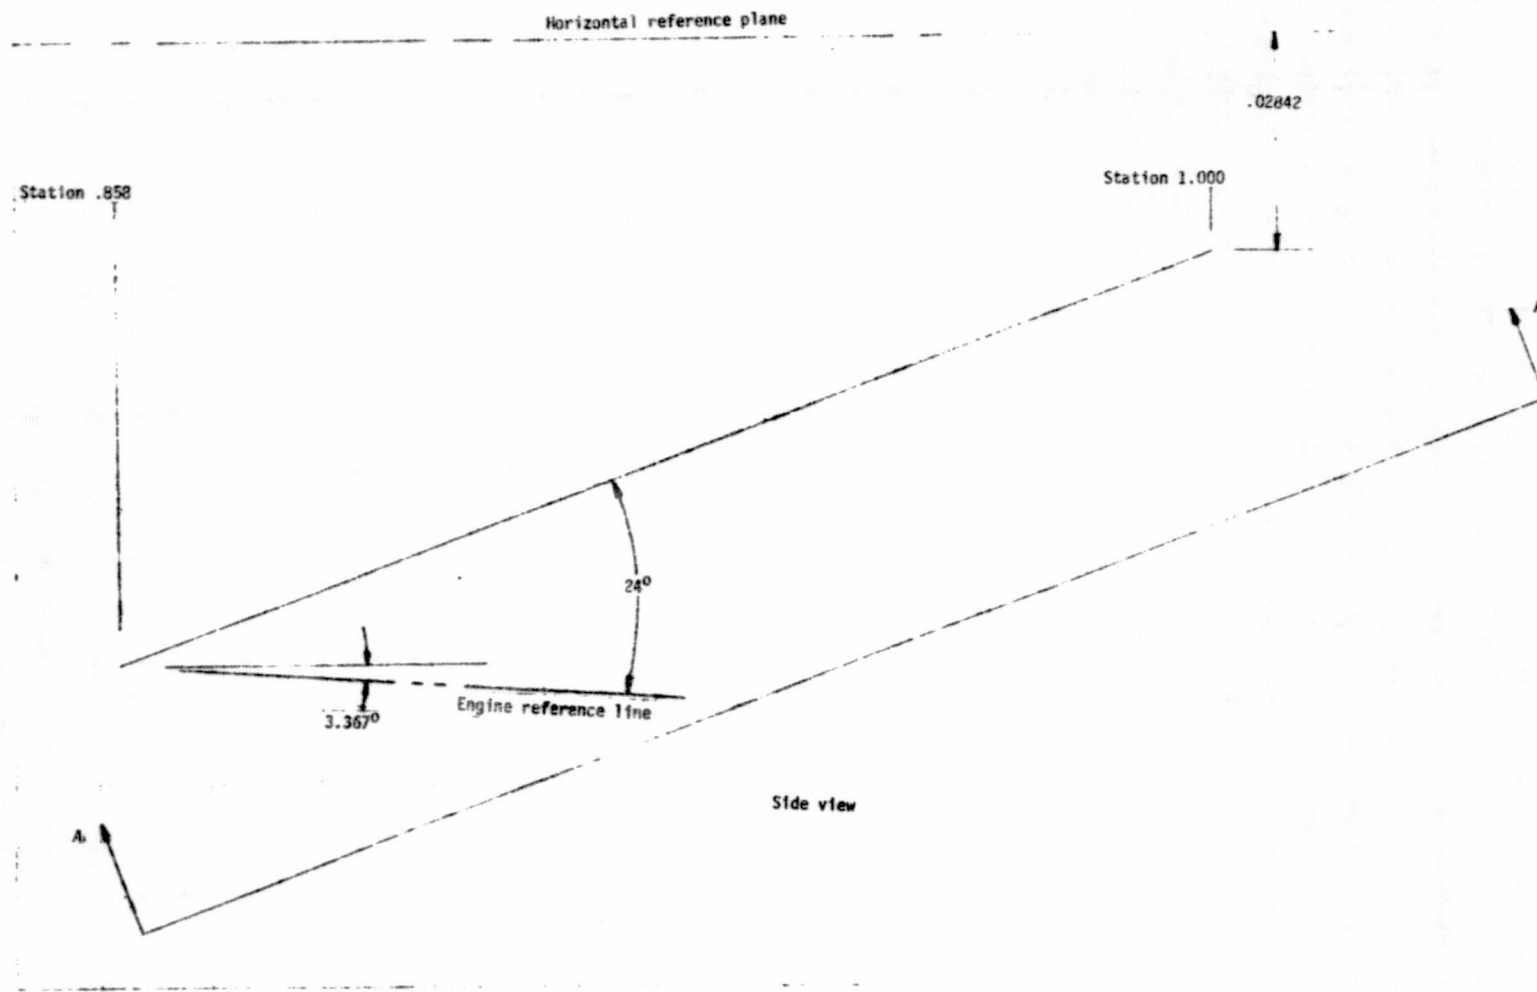 Horizontal reference plane
.02842
Station 1.000
Station .858
24°
Engine reference line
3.367°
Side view
A
A